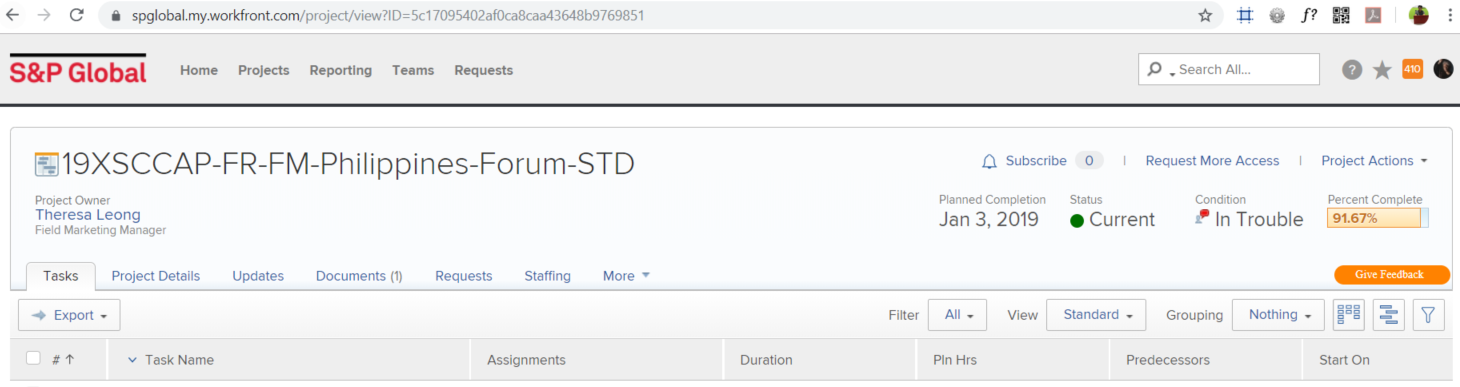 spglobal.my.workfront.com/project/view?ID=5c17095402af0ca8caa43648b9769851
f?
S&P Global Home Projects Reporting Teams Requests Search All... ? 410
19XSCCAP-FR-FM-Philippines-Forum-STD
Subscribe 0 | Request More Access | Project Actions
Project Owner
Theresa Leong
Field Marketing Manager
Planned Completion Status Condition Percent Complete
Jan 3, 2019 Current In Trouble 91.67%
Tasks Project Details Updates Documents (1) Requests Staffing More Give Feedback
Export Filter All View Standard Grouping Nothing
# Task Name Assignments Duration Pln Hrs Predecessors Start On